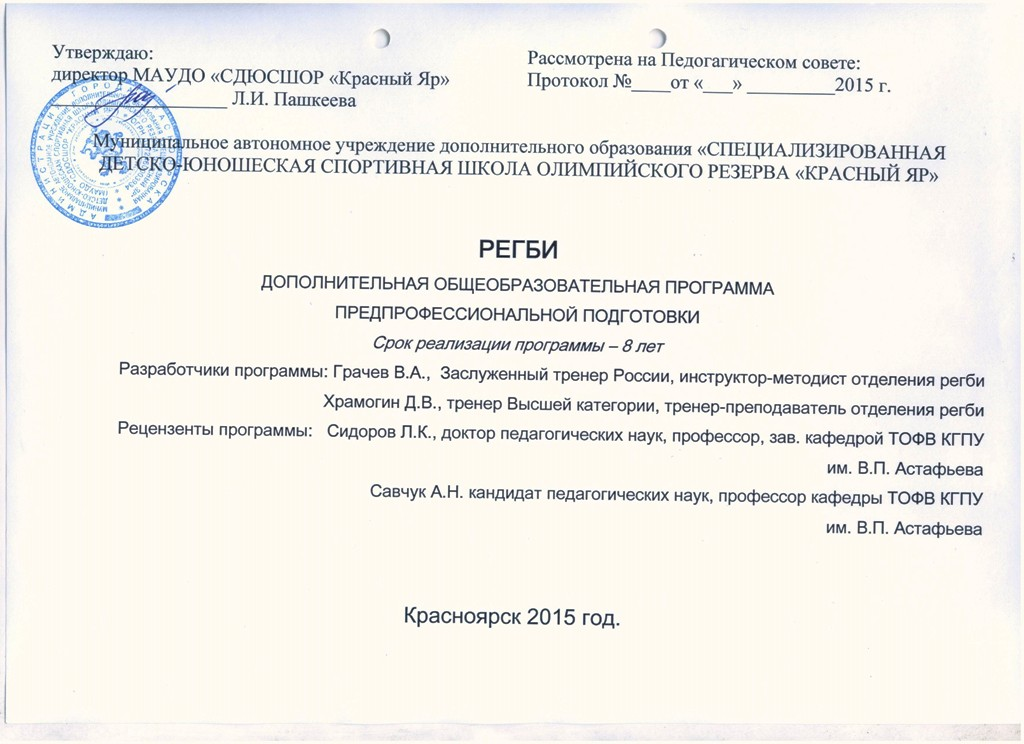 Утверждаю:
директор МАУДО «СДЮСШОР «Красный Яр»
_________________ Л.И. Пашкеева
Рассмотрена на Педогагическом совете:
Протокол №____от «___» _________2015 г.
Муниципальное автономное учреждение дополнительного образования «СПЕЦИАЛИЗИРОВАННАЯ
ДЕТСКО-ЮНОШЕСКАЯ СПОРТИВНАЯ ШКОЛА ОЛИМПИЙСКОГО РЕЗЕРВА «КРАСНЫЙ ЯР»
РЕГБИ
ДОПОЛНИТЕЛЬНАЯ ОБЩЕОБРАЗОВАТЕЛЬНАЯ ПРОГРАММА
ПРЕДПРОФЕССИОНАЛЬНОЙ ПОДГОТОВКИ
Срок реализации программы – 8 лет
Разработчики программы: Грачев В.А., Заслуженный тренер России, инструктор-методист отделения регби
Храмогин Д.В., тренер Высшей категории, тренер-преподаватель отделения регби
Рецензенты программы: Сидоров Л.К., доктор педагогических наук, профессор, зав. кафедрой ТОФВ КГПУ
им. В.П. Астафьева
Савчук А.Н. кандидат педагогических наук, профессор кафедры ТОФВ КГПУ
им. В.П. Астафьева
Красноярск 2015 год.